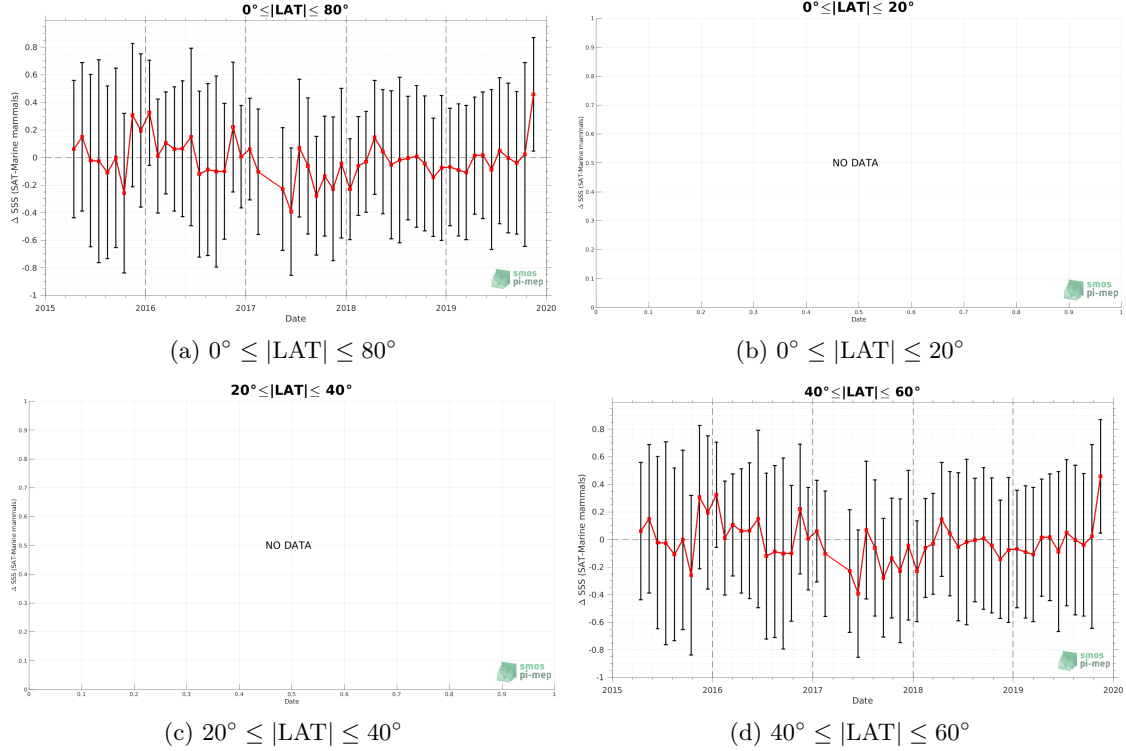 0°≤|LAT|≤ 80°
Δ SSS (SAT-Marine mammals)
0.8
0.6
0.4
0.2
0
-0.2
-0.4
-0.6
-0.8
-1
2015 2016 2017 2018 2019 2020
Date
smos
pi-mep
(a) 0° ≤ |LAT| ≤ 80°
0°≤|LAT|≤ 20°
Δ SSS (SAT-Marine mammals)
1
0.9
0.8
0.7
0.6
0.5
0.4
0.3
0.2
0.1
0
NO DATA
0 0.1 0.2 0.3 0.4 0.5 0.6 0.7 0.8 0.9 1
Date
smos
pi-mep
(b) 0° ≤ |LAT| ≤ 20°
20°≤|LAT|≤ 40°
Δ SSS (SAT-Marine mammals)
1
0.9
0.8
0.7
0.6
0.5
0.4
0.3
0.2
0.1
0
NO DATA
0 0.1 0.2 0.3 0.4 0.5 0.6 0.7 0.8 0.9 1
Date
smos
pi-mep
(c) 20° ≤ |LAT| ≤ 40°
40°≤|LAT|≤ 60°
Δ SSS (SAT-Marine mammals)
0.8
0.6
0.4
0.2
0
-0.2
-0.4
-0.6
-0.8
-1
2015 2016 2017 2018 2019 2020
Date
smos
pi-mep
(d) 40° ≤ |LAT| ≤ 60°